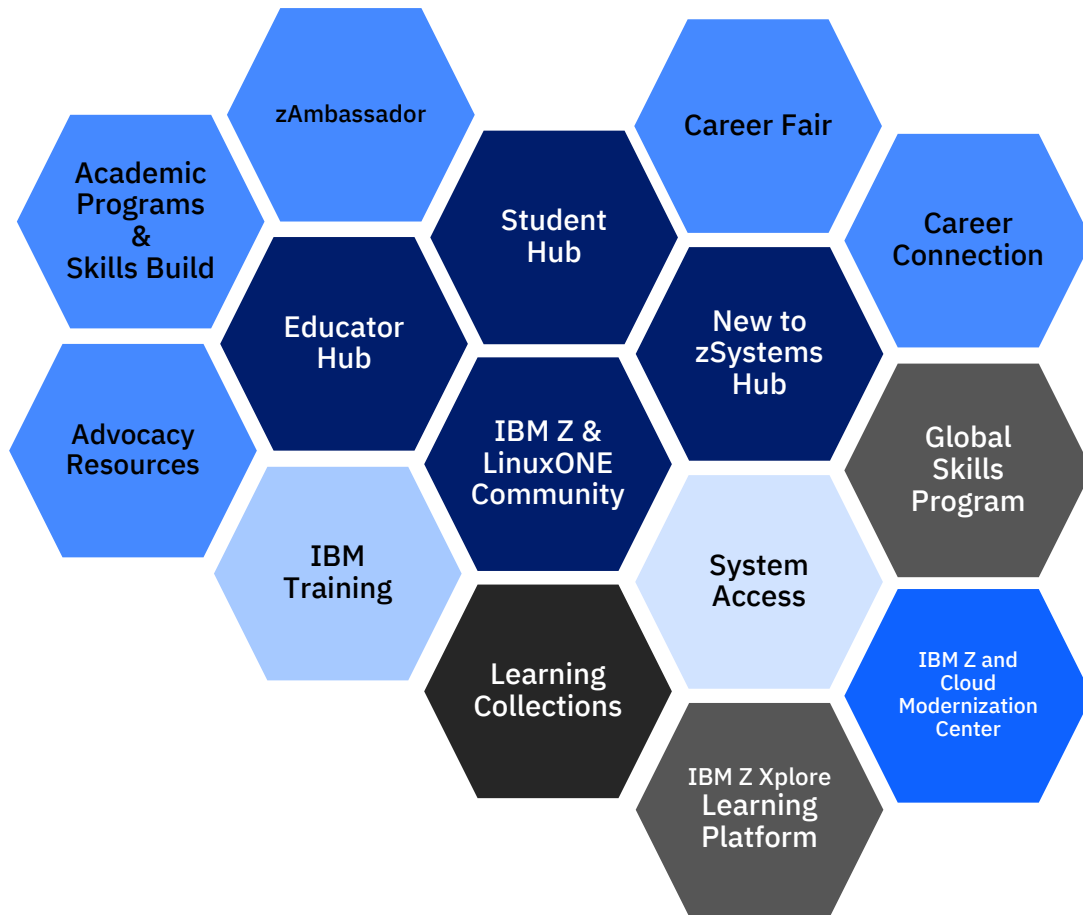 zAmbassador
Career Fair
Academic
Programs
&
Skills Build
Student
Hub
Career
Connection
Educator
Hub
New to
zSystems
Hub
Advocacy
Resources
IBM Z &
LinuxONE
Community
Global
Skills
Program
IBM
Training
System
Access
Learning
Collections
IBM Z and
Cloud
Modernization
Center
IBM Z Xplore
Learning
Platform